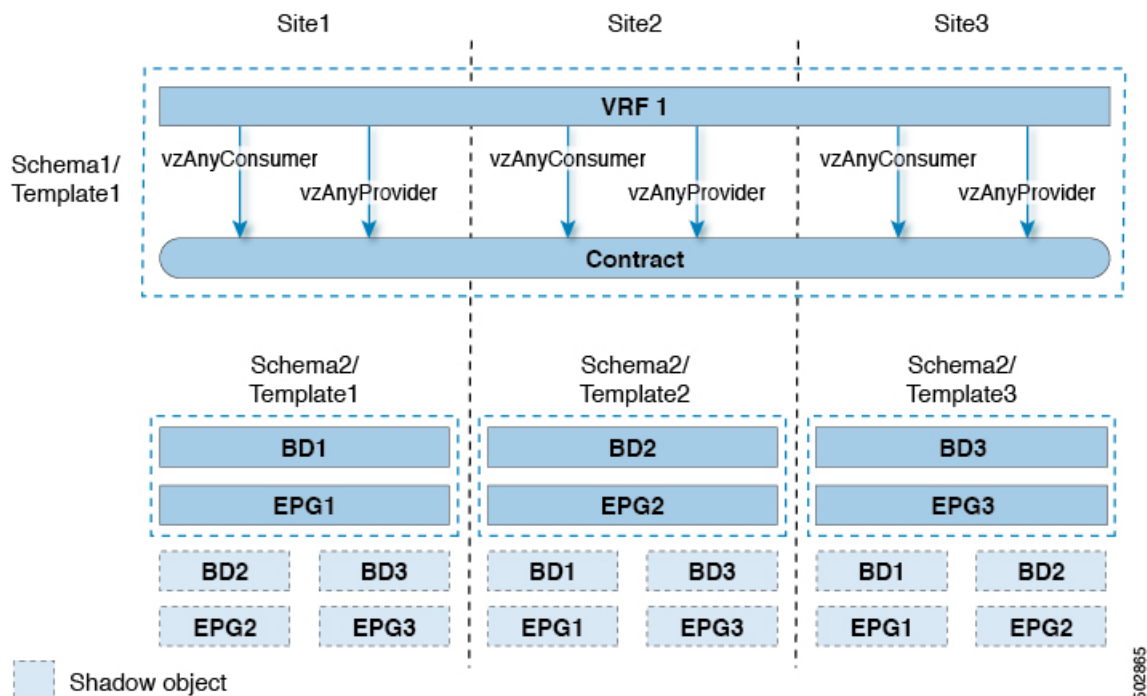 Site1
Site2
Site3
VRF 1
Schema1/
Template1
vzAnyConsumer
vzAnyProvider
vzAnyConsumer
vzAnyProvider
vzAnyConsumer
vzAnyProvider
Contract
Schema2/
Template1
Schema2/
Template2
Schema2/
Template3
BD1
BD2
BD3
EPG1
EPG2
EPG3
BD2
BD3
BD1
BD3
BD1
BD2
EPG2
EPG3
EPG1
EPG3
EPG1
EPG2
Shadow object
502865